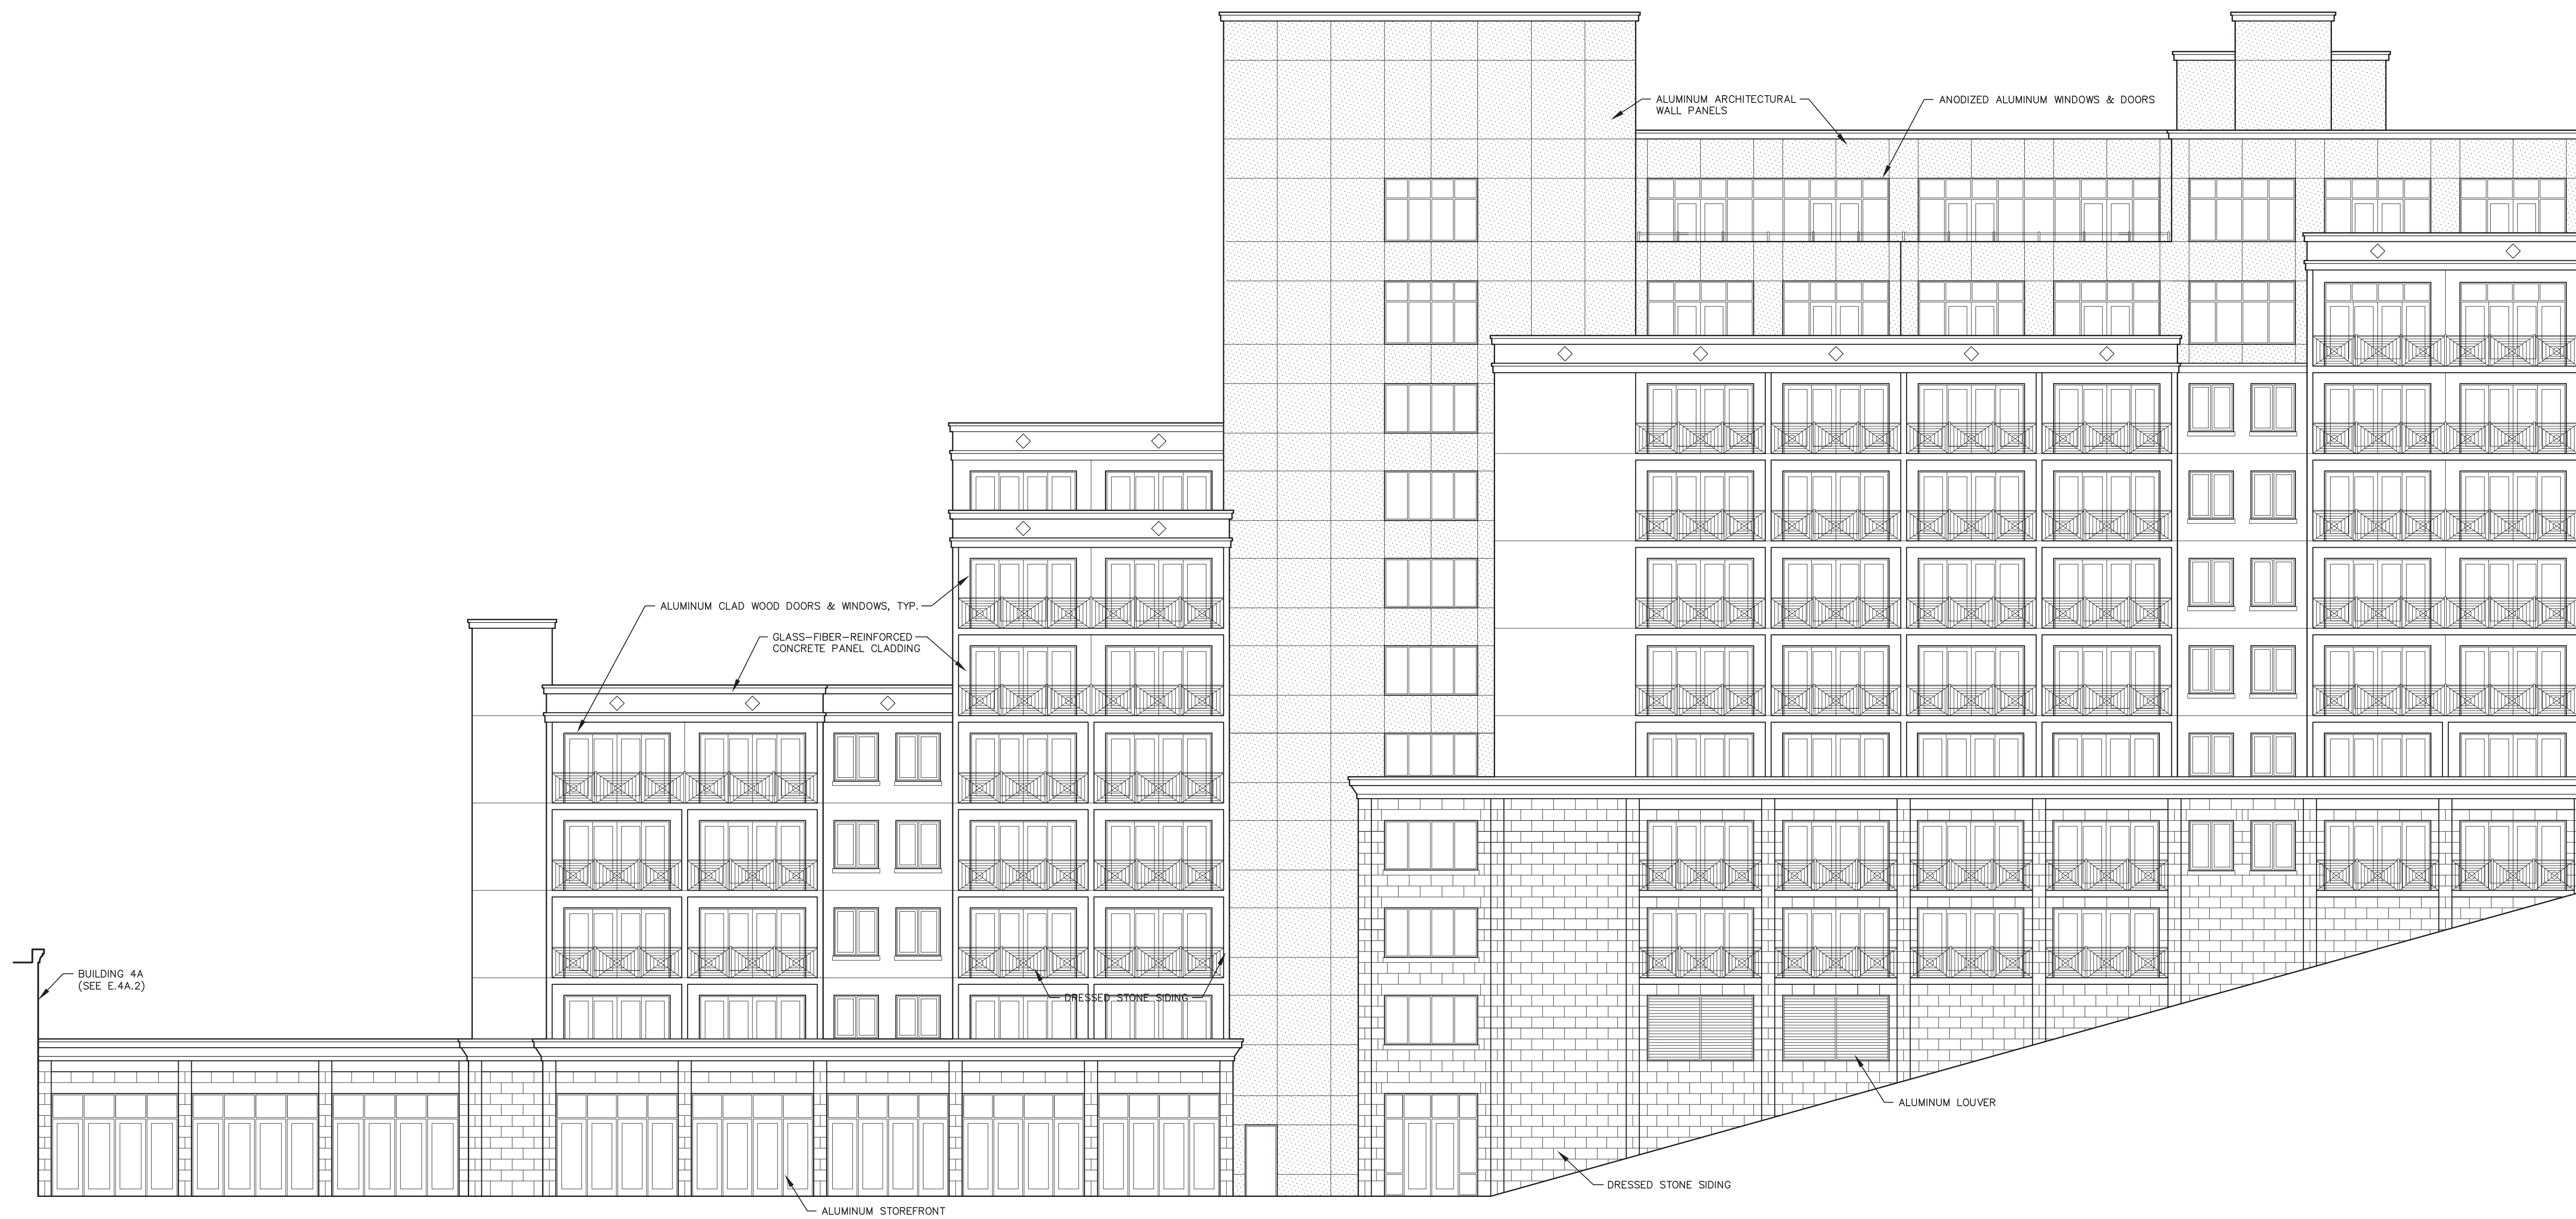 ALUMINUM ARCHITECTURAL
WALL PANELS
ANODIZED ALUMINUM WINDOWS & DOORS
ALUMINUM CLAD WOOD DOORS & WINDOWS, TYP.
GLASS-FIBER-REINFORCED
CONCRETE PANEL CLADDING
BUILDING 4A
(SEE E.4A.2)
DRESSED STONE SIDING
ALUMINUM LOUVER
DRESSED STONE SIDING
ALUMINUM STOREFRONT